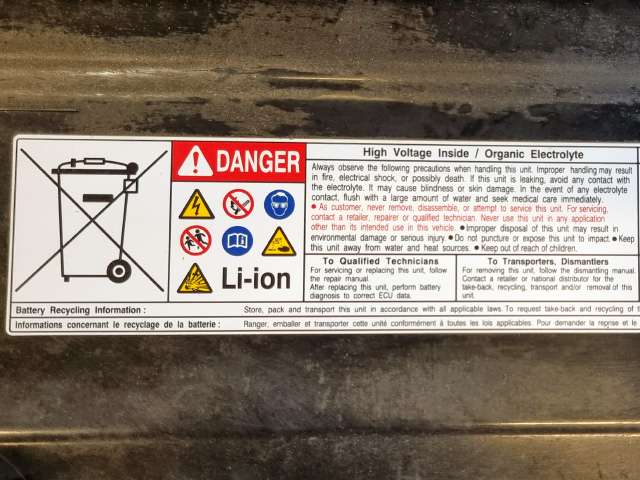 DANGER
Li-ion
High Voltage Inside / Organic Electrolyte
Always observe the following precautions when handling this unit. Improper handling may result
in fire, electrical shock, or possibly death. If this unit is leaking, avoid any contact with
the electrolyte. It may cause blindness or skin damage. In the event of any electrolyte
contact, flush with a large amount of water and seek medical care immediately.
● As customer, never remove, disassemble, or attempt to service this unit. For servicing,
contact a retailer, repairer or qualified technician. Never use this unit in any application
other than its intended use in this vehicle. ● Improper disposal of this unit may result in
environmental damage or serious injury. ● Do not puncture or expose this unit to impact. ● Keep
this unit away from water and heat sources. ● Keep out of reach of children.
To Qualified Technicians
For servicing or replacing this unit, follow
the repair manual.
After replacing this unit, perform battery
diagnosis to correct ECU data.
To Transporters, Dismantlers
For removing this unit, follow the dismantling manual.
Contact a retailer or national distributor for the
take-back, recycling, transport and/or removal of this
unit.
Battery Recycling Information : Store, pack and transport this unit in accordance with all applicable laws. To request take-back and recycling of t
Informations concernant le recyclage de la batterie : Ranger, emballer et transporter cette unité conformément à toutes les lois applicables. Pour demander la reprise et le